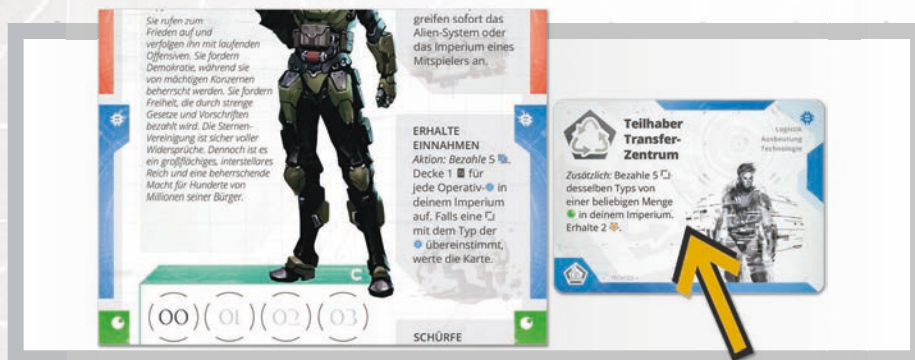 Sie rufen zum
Frieden auf und
verfolgen ihn mit laufenden
Offensiven. Sie fordern
Demokratie, während sie
von mächtigen Konzernen
beherrscht werden. Sie fordern
Freiheit, die durch strenge
Gesetze und Vorschriften
bezahlt wird. Die Sternen-
Vereinigung ist sicher voller
Widersprüche. Dennoch ist es
ein großflächiges, interstellares
Reich und eine beherrschende
Macht für Hunderte von
Millionen seiner Bürger.
C
00 01 02 03
greifen sofort das
Alien-System oder
das Imperium eines
Mitspielers an.
ERHALTE
EINNAHMEN
Aktion: Bezahle 5
Decke 1 für
jede Operativ- in
deinem Imperium
auf. Falls eine
mit dem Typ der
übereinstimmt,
werte die Karte.
SCHÜRFE
Teilhaber
Transfer-
Zentrum
Logistik
Ausbeutung
Technologie
Zusätzlich: Bezahle 5
desselben Typs von
einer beliebigen Menge
in deinem Imperium.
Erhalte 2 .